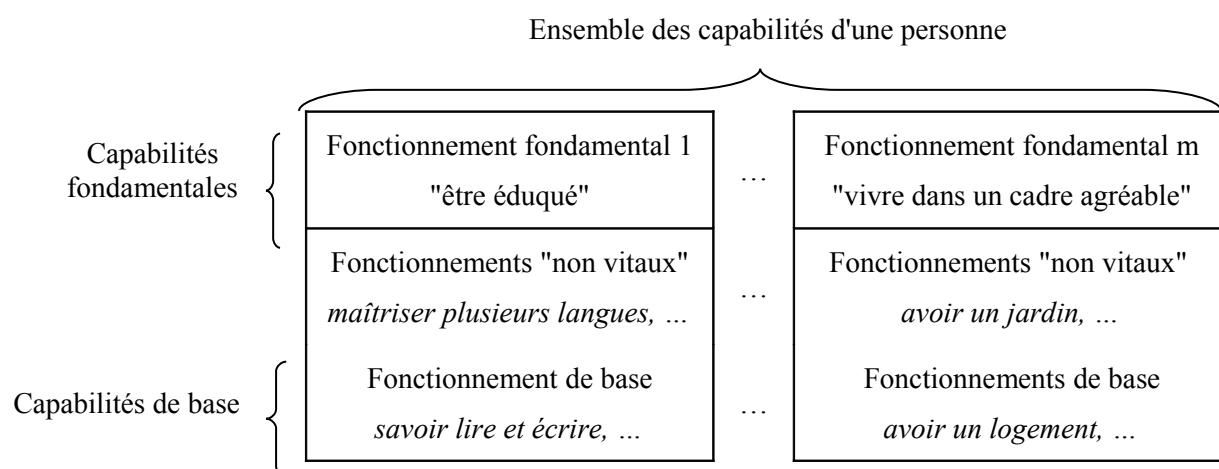 Ensemble des capabilités d'une personne
Capabilités
fondamentales
Fonctionnement fondamental 1
"être éduqué"
…
Fonctionnement fondamental m
"vivre dans un cadre agréable"
Fonctionnements "non vitaux"
maîtriser plusieurs langues, …
…
Fonctionnements "non vitaux"
avoir un jardin, …
Capabilités de base
Fonctionnement de base
savoir lire et écrire, …
…
Fonctionnements de base
avoir un logement, …